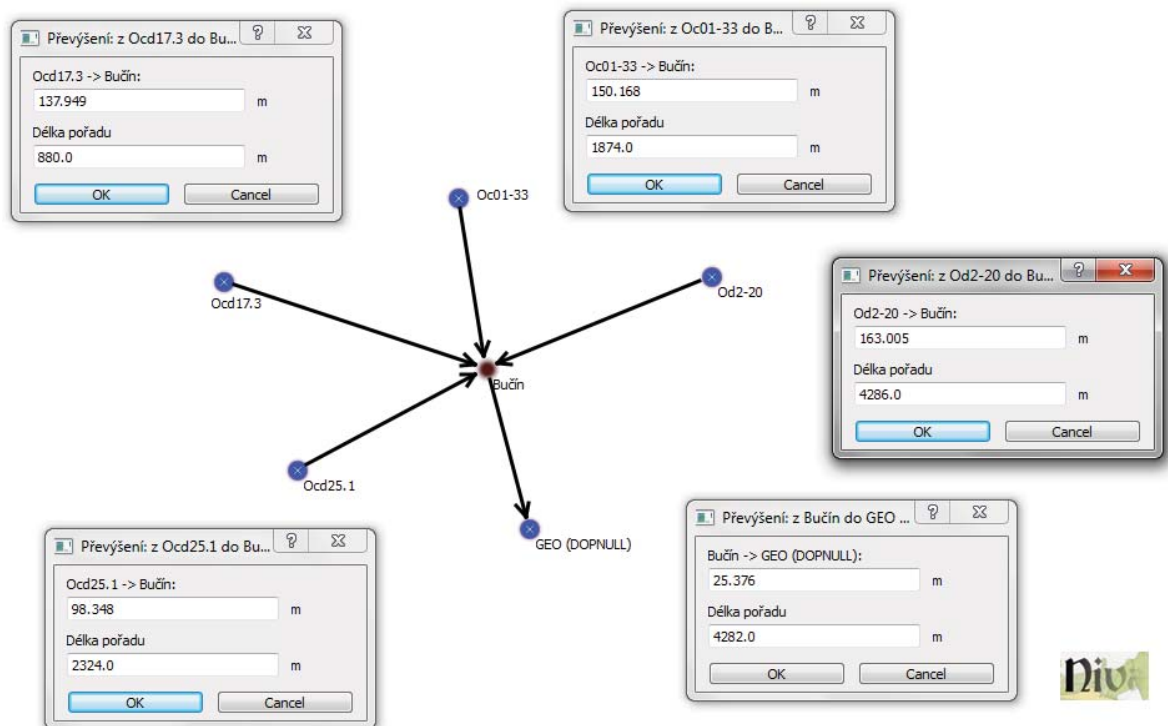 Převýšení: z Ocd17.3 do Bu...
Ocd17.3 -> Bučín:
137.949 m
Délka pořadu
880.0 m
OK Cancel
Převýšení: z Oc01-33 do B...
Oc01-33 -> Bučín:
150.168 m
Délka pořadu
1874.0 m
OK Cancel
Oc01-33
Ocd17.3
Od2-20
Bučín
Ocd25.1
GEO (DOPNULL)
Převýšení: z Od2-20 do Bu...
Od2-20 -> Bučín:
163.005 m
Délka pořadu
4286.0 m
OK Cancel
Převýšení: z Ocd25.1 do Bu...
Ocd25.1 -> Bučín:
98.348 m
Délka pořadu
2324.0 m
OK Cancel
Převýšení: z Bučín do GEO ...
Bučín -> GEO (DOPNULL):
25.376 m
Délka pořadu
4282.0 m
OK Cancel